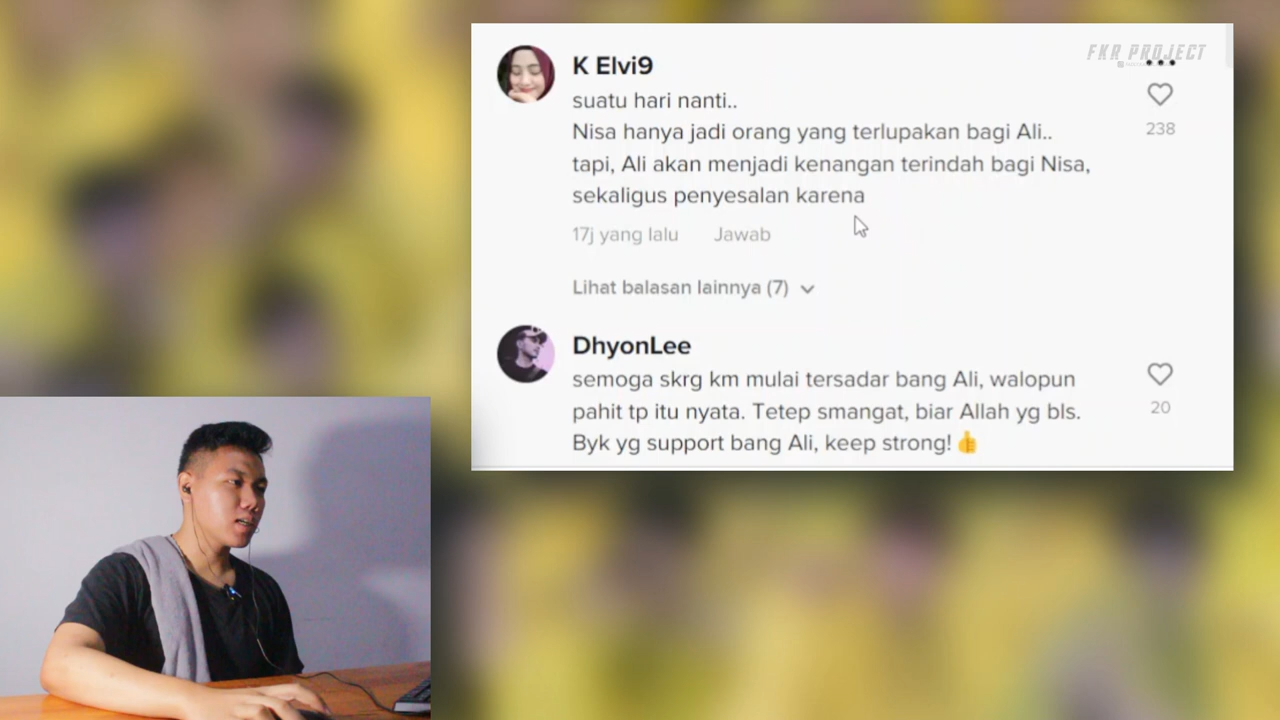 FKR PROJECT
K Elvi9
suatu hari nanti..
Nisa hanya jadi orang yang terlupakan bagi Ali..
tapi, Ali akan menjadi kenangan terindah bagi Nisa,
sekaligus penyesalan karena
238
17j yang lalu Jawab
Lihat balasan lainnya (7)
DhyonLee
semoga skrg km mulai tersadar bang Ali, walopun
pahit tp itu nyata. Tetep smangat, biar Allah yg bls.
Byk yg support bang Ali, keep strong! 👍
20